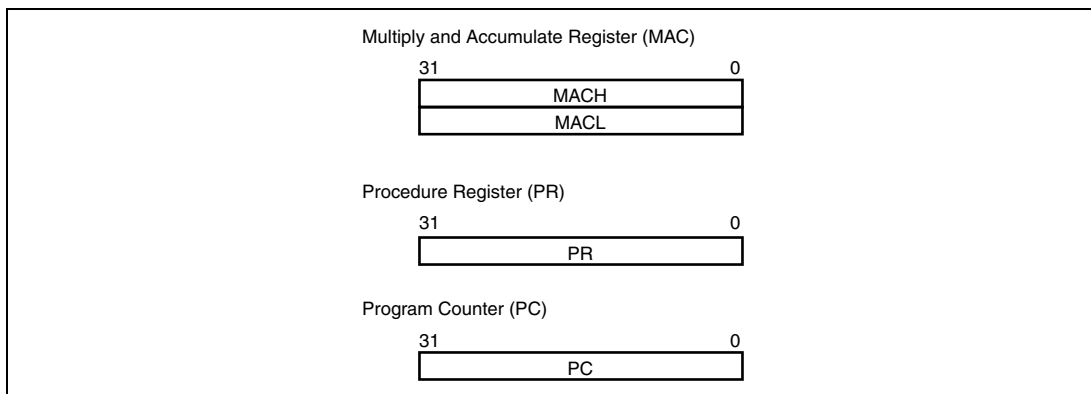 Multiply and Accumulate Register (MAC)
31 0
MACH
MACL
Procedure Register (PR)
31 0
PR
Program Counter (PC)
31 0
PC